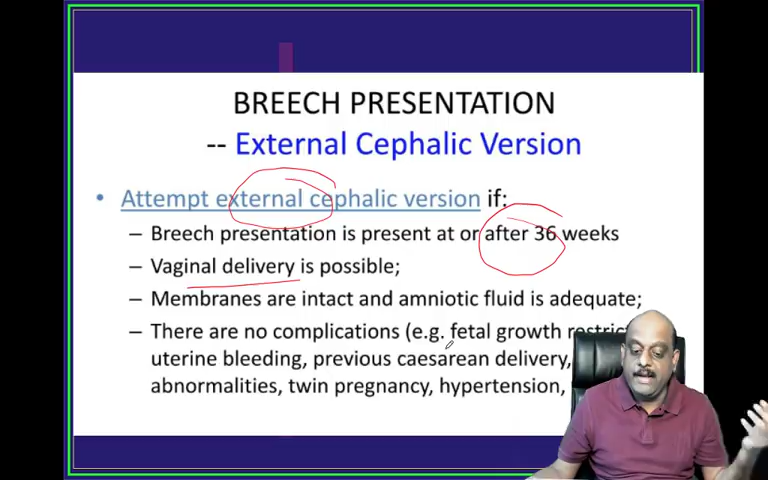 BREECH PRESENTATION
-- External Cephalic Version
• Attempt external cephalic version if:
– Breech presentation is present at or after 36 weeks
– Vaginal delivery is possible;
– Membranes are intact and amniotic fluid is adequate;
– There are no complications (e.g. fetal growth
uterine bleeding, previous caesarean delivery,
abnormalities, twin pregnancy, hypertension,